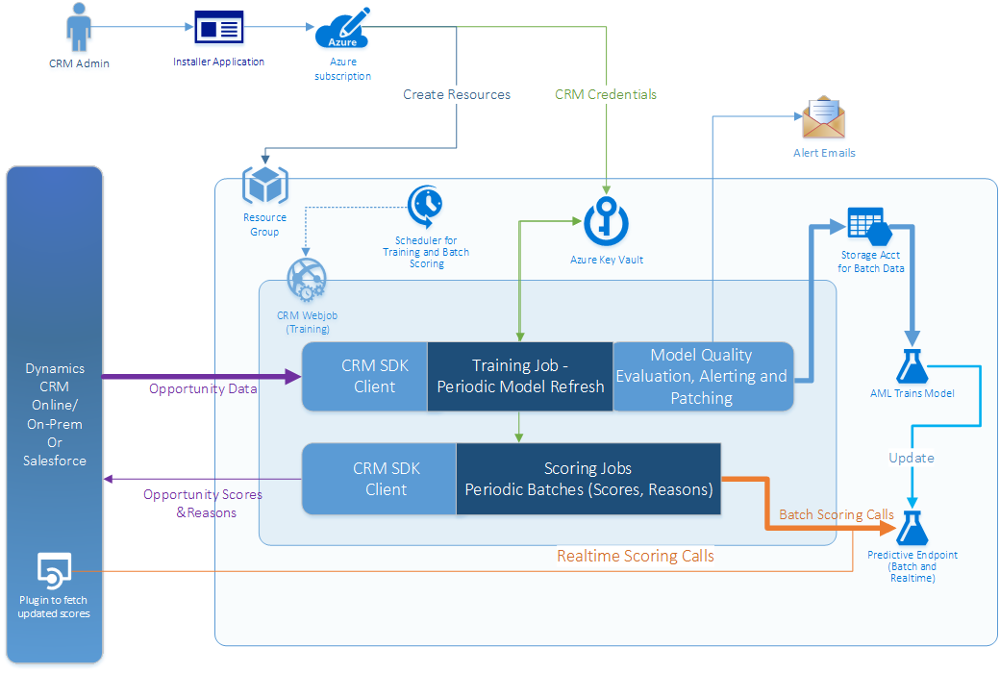 CRM Admin
Installer Application
Azure
Azure
subscription
Create Resources
CRM Credentials
Alert Emails
Resource
Group
Scheduler for
Training and Batch
Scoring
Azure Key Vault
Storage Acct
for Batch Data
CRM Webjob
(Training)
Dynamics
CRM
Online/
On-Prem
Or
Salesforce
Opportunity Data
CRM SDK
Client
Training Job -
Periodic Model Refresh
Model Quality
Evaluation, Alerting and
Patching
AML Trains Model
Update
CRM SDK
Client
Scoring Jobs
Periodic Batches (Scores, Reasons)
Opportunity Scores
&Reasons
Batch Scoring Calls
Realtime Scoring Calls
Predictive Endpoint
(Batch and
Realtime)
Plugin to fetch
updated scores